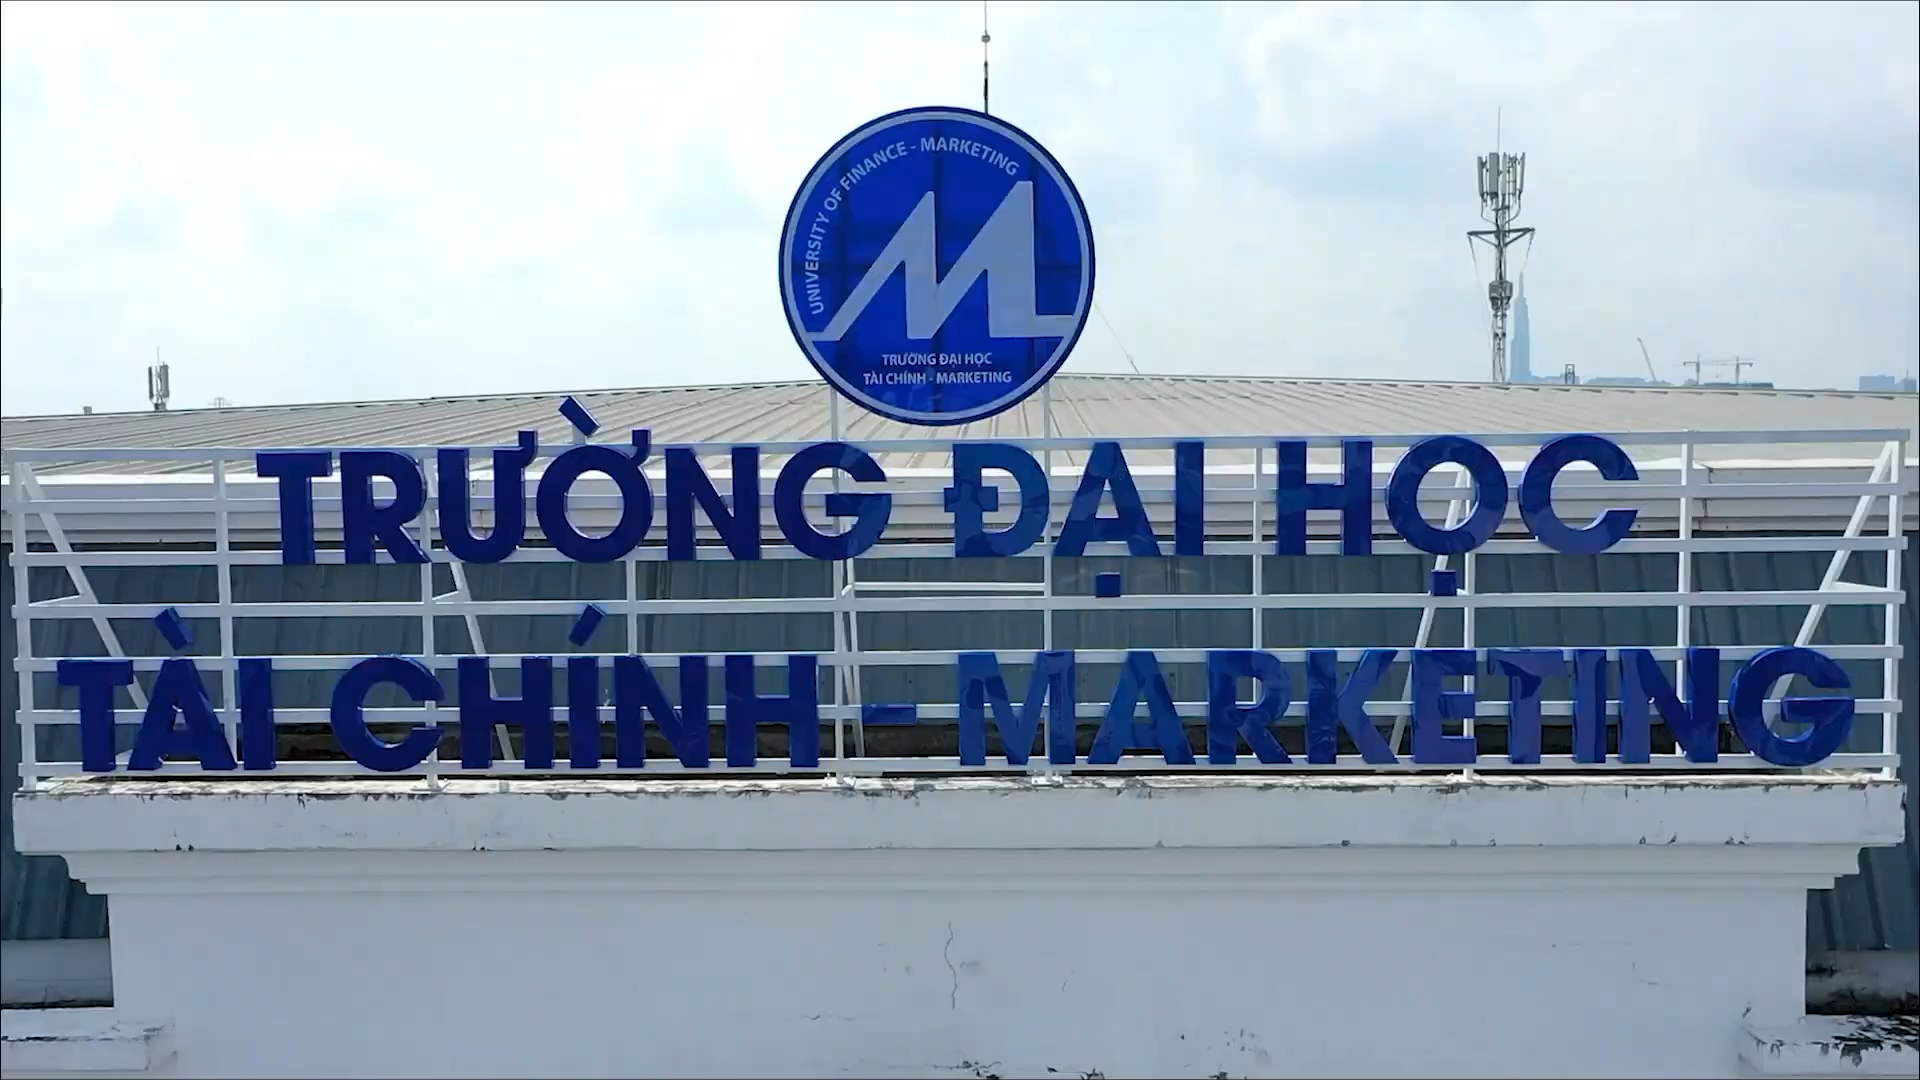 UNIVERSITY OF FINANCE - MARKETING
TRƯỜNG ĐẠI HỌC
TÀI CHÍNH - MARKETING
TRƯỜNG ĐẠI HỌC
TÀI CHÍNH - MARKETING